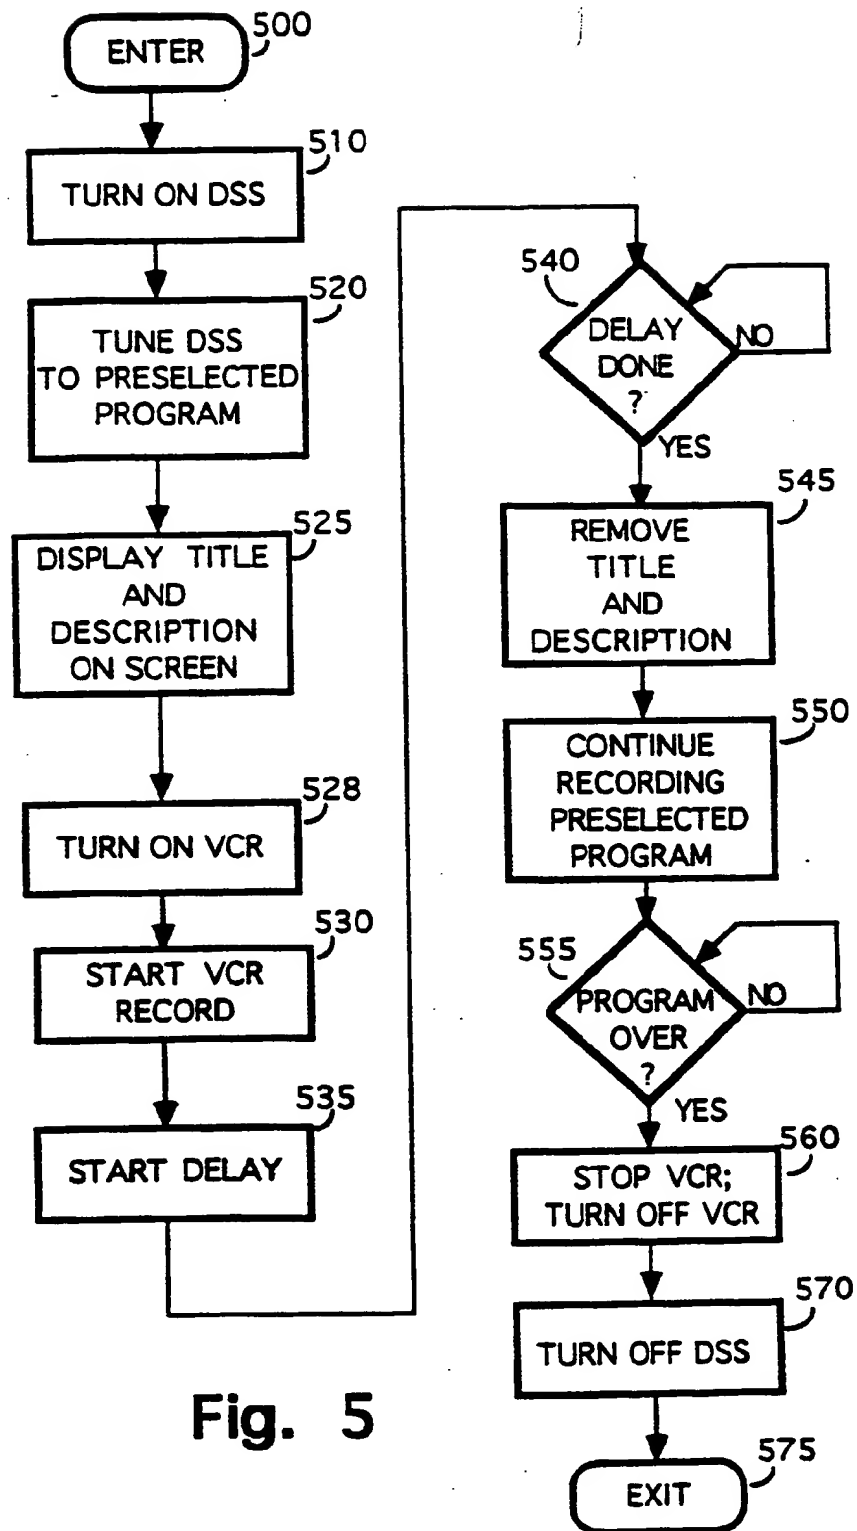 ENTER
500
510
TURN ON DSS
520
TUNE DSS
TO PRESELECTED
PROGRAM
525
DISPLAY TITLE
AND
DESCRIPTION
ON SCREEN
528
TURN ON VCR
530
START VCR
RECORD
535
START DELAY
540
DELAY
DONE
?
NO
YES
545
REMOVE
TITLE
AND
DESCRIPTION
550
CONTINUE
RECORDING
PRESELECTED
PROGRAM
555
PROGRAM
OVER
?
NO
YES
560
STOP VCR;
TURN OFF VCR
570
TURN OFF DSS
575
EXIT
Fig. 5